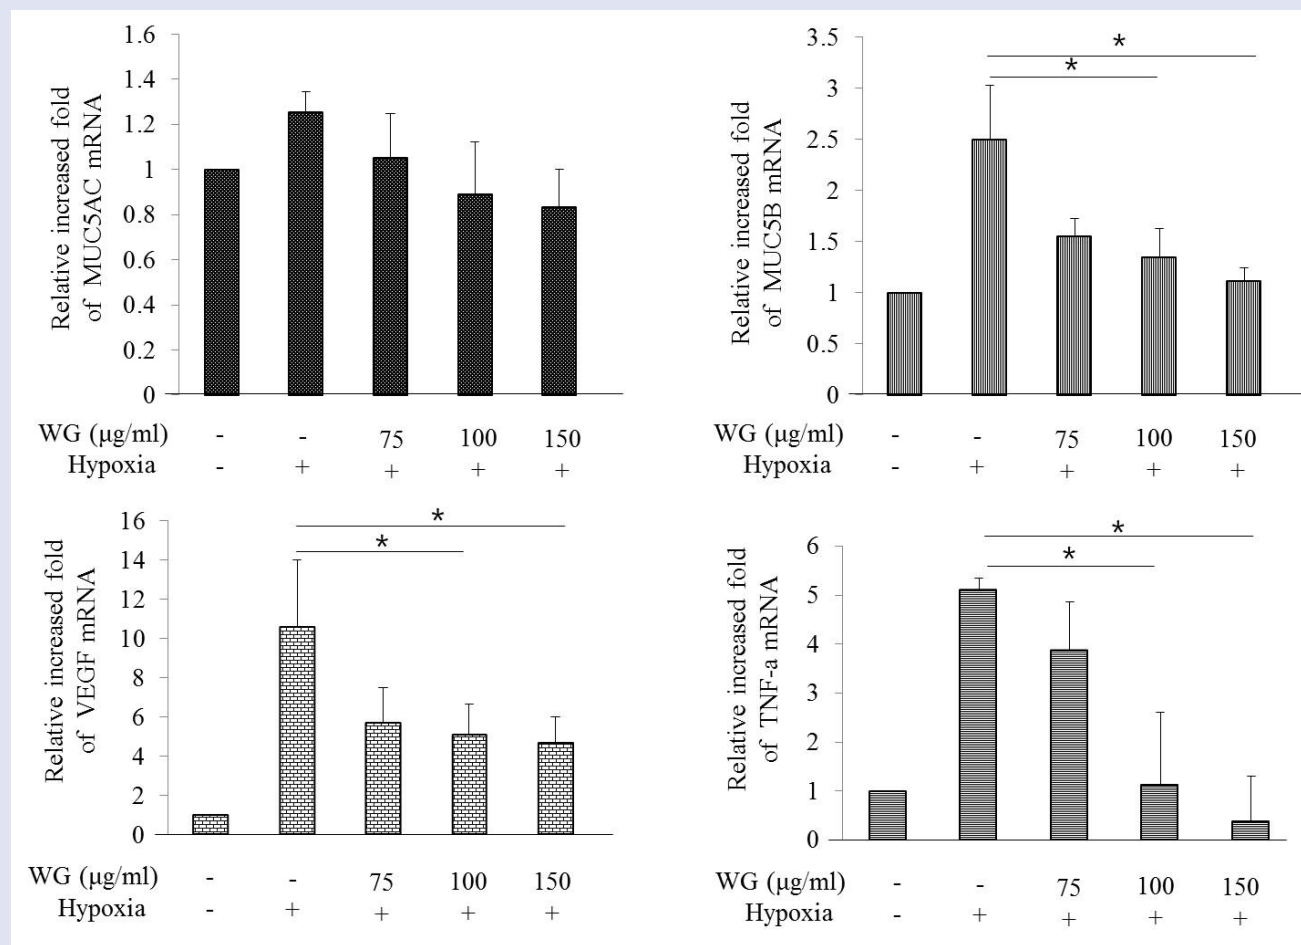 Relative increased fold
of MUC5AC mRNA
1.6
1.4
1.2
1
0.8
0.6
0.4
0.2
0
WG (μg/ml) - - 75 100 150
Hypoxia - + + + +
Relative increased fold
of MUC5B mRNA
3.5
3
2.5
2
1.5
1
0.5
0
*
*
WG (μg/ml) - - 75 100 150
Hypoxia - + + + +
Relative increased fold
of VEGF mRNA
16
14
12
10
8
6
4
2
0
*
*
WG (μg/ml) - - 75 100 150
Hypoxia - + + + +
Relative increased fold
of TNF-a mRNA
6
5
4
3
2
1
0
*
*
WG (μg/ml) - - 75 100 150
Hypoxia - + + + +